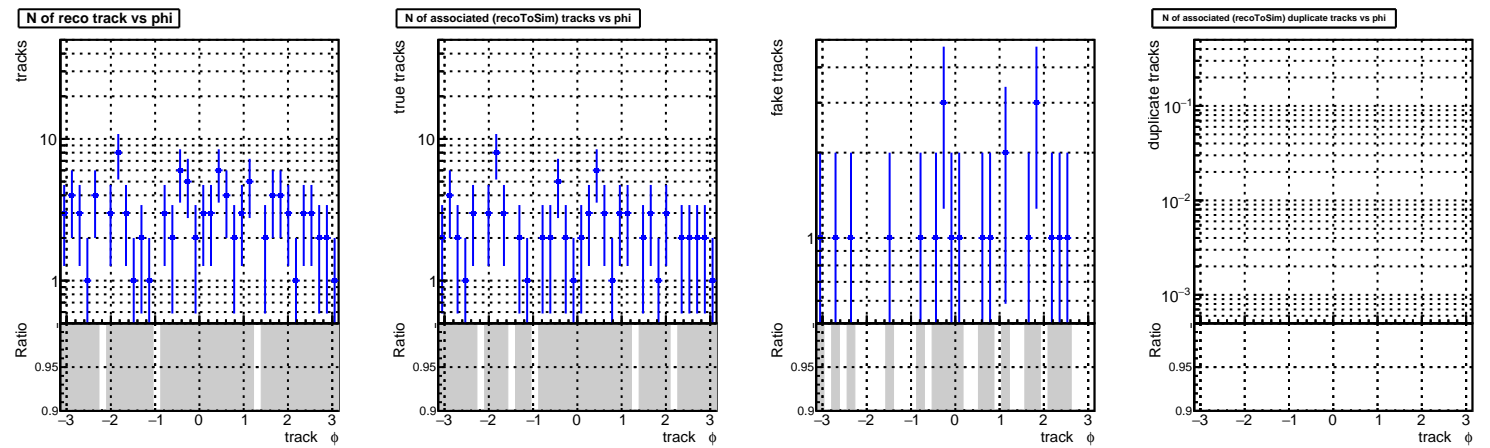 N of reco track vs phi
tracks
10
1
Ratio
1
0.95
0.9
−3 −2 −1 0 1 2 3
track ϕ
N of associated (recoToSim) tracks vs phi
true tracks
10
1
Ratio
1
0.95
0.9
−3 −2 −1 0 1 2 3
track ϕ
fake tracks
1
Ratio
1
0.95
0.9
−3 −2 −1 0 1 2 3
track ϕ
N of associated (recoToSim) duplicate tracks vs phi
duplicate tracks
10⁻¹
10⁻²
10⁻³
Ratio
1
0.95
0.9
−3 −2 −1 0 1 2 3
track ϕ